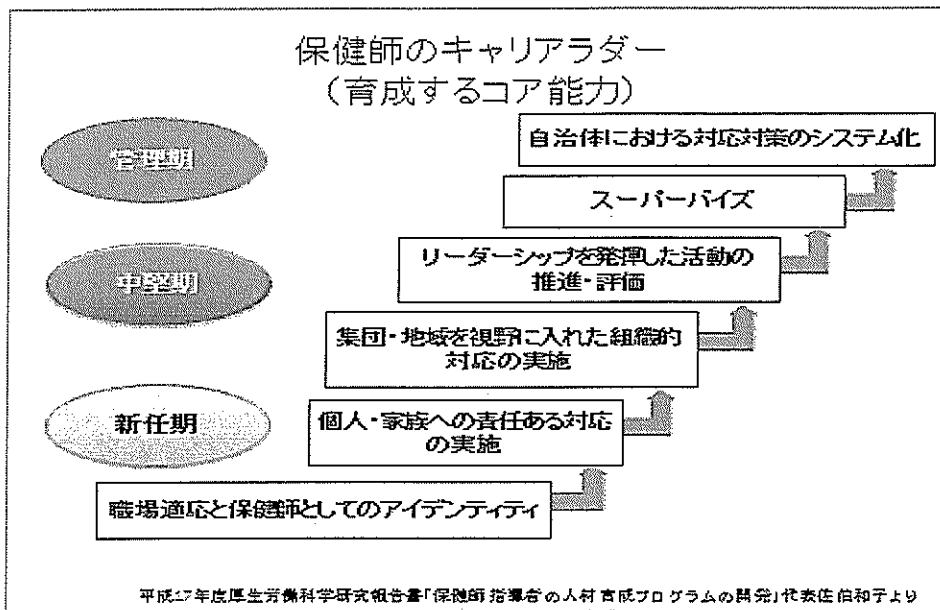 保健師のキャリアラダー
（育成するコア能力）
管理期
自治体における対応対策のシステム化
スーパーバイズ
中堅期
リーダーシップを発揮した活動の
推進・評価
集団・地域を視野に入れた組織的
対応の実施
新任期
個人・家族への責任ある対応
の実施
職場適応と保健師としてのアイデンティティ
平成17年度厚生労働科学研究報告書「保健師指導者の人材育成プログラムの開発」代表佐伯和子より